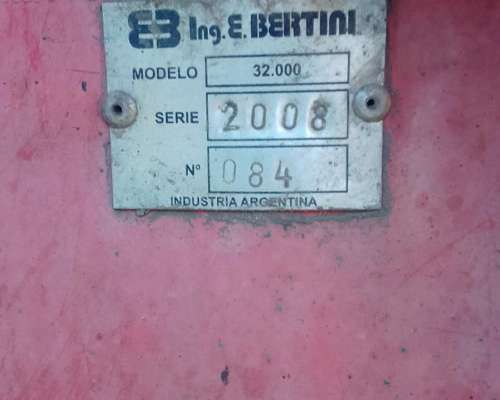 EB Ing. E. BERTINI
MODELO 32.000
SERIE 2008
N° 084
INDUSTRIA ARGENTINA